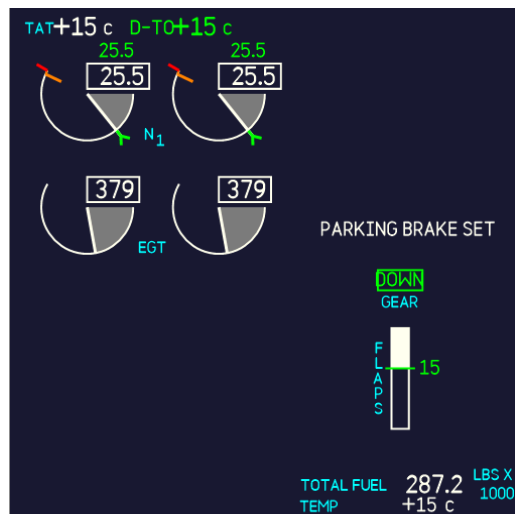 TAT+15 c D-TO+15 c
25.5 25.5
25.5 25.5
N1
379 379
EGT
PARKING BRAKE SET
DOWN
GEAR
FLAPS
15
TOTAL FUEL 287.2 LBS X 1000
TEMP +15 c